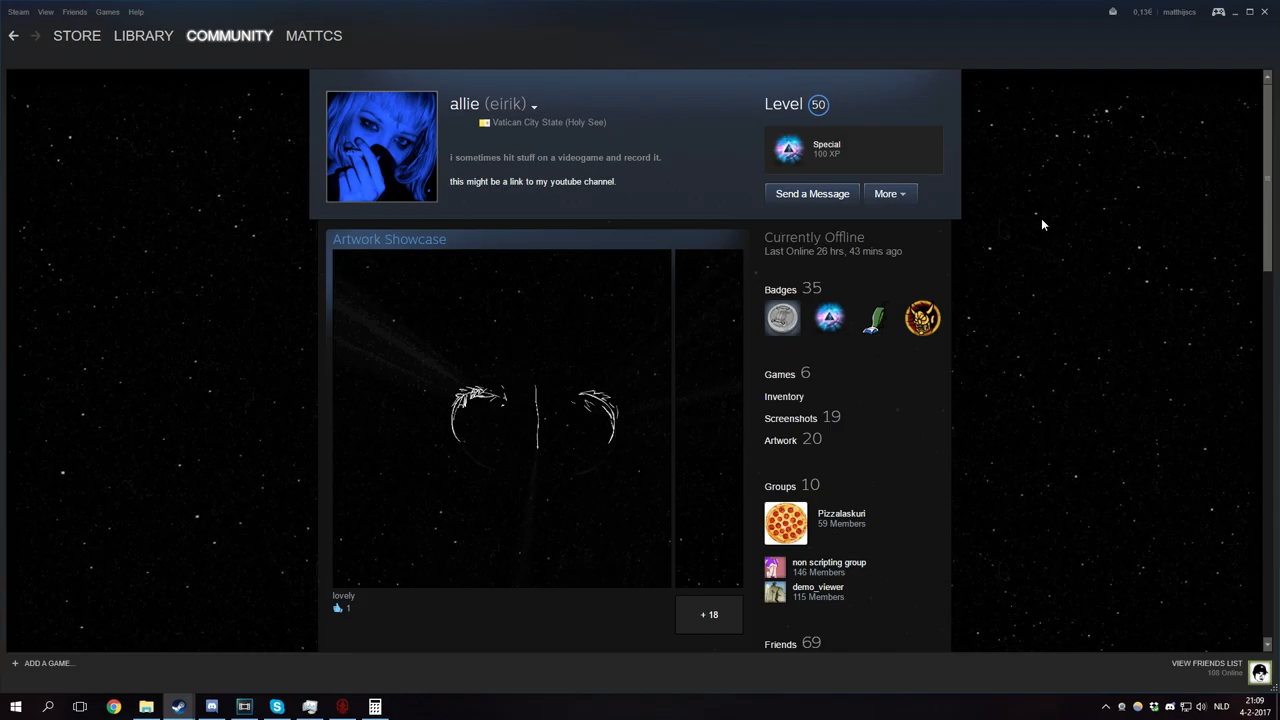 Steam View Friends Games Help
0,13€ matthijscs
STORE LIBRARY COMMUNITY MATTCS
allie (eirik)
Vatican City State (Holy See)
i sometimes hit stuff on a videogame and record it.
this might be a link to my youtube channel.
Level 50
Special
100 XP
Send a Message More
Artwork Showcase
lovely
1
+ 18
Currently Offline
Last Online 26 hrs, 43 mins ago
Badges 35
Games 6
Inventory
Screenshots 19
Artwork 20
Groups 10
Pizzalaskuri
59 Members
non scripting group
146 Members
demo_viewer
115 Members
Friends 69
+ ADD A GAME...
VIEW FRIENDS LIST
108 Online
NLD
21:09
4-2-2017